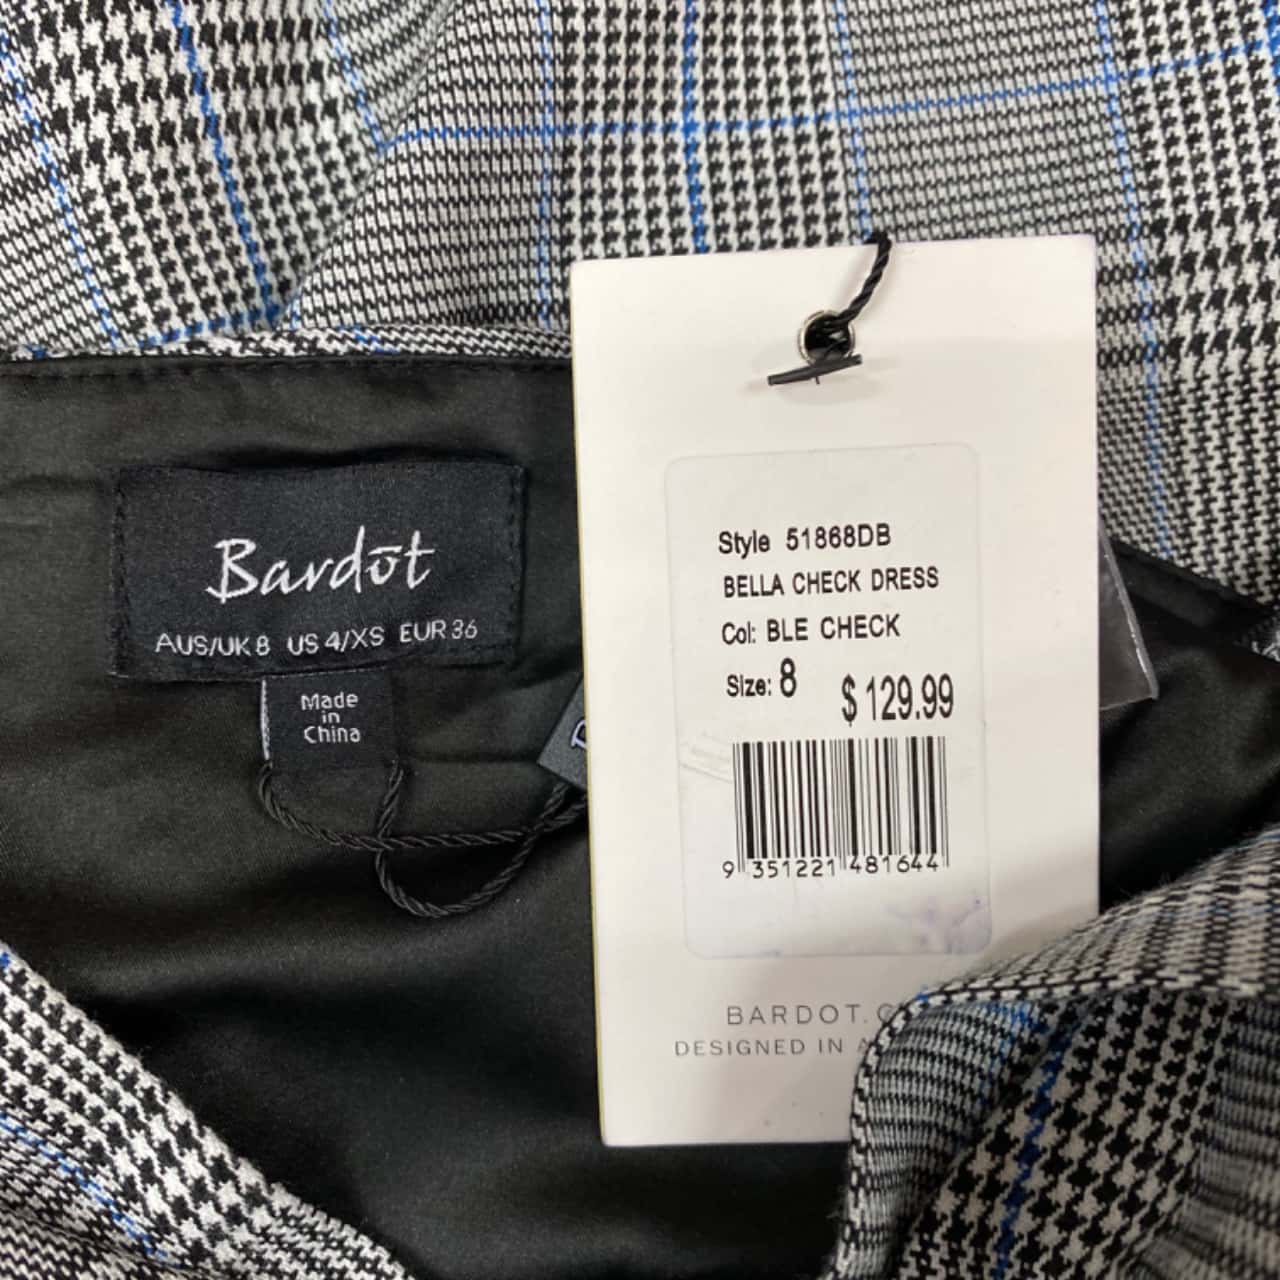 Bardōt
AUS/UK 8 US 4/XS EUR 36
Made
in
China
Style 51868DB
BELLA CHECK DRESS
Col: BLE CHECK
Size: 8
$129.99
9 351221 481644
BARDOT.
DESIGNED IN